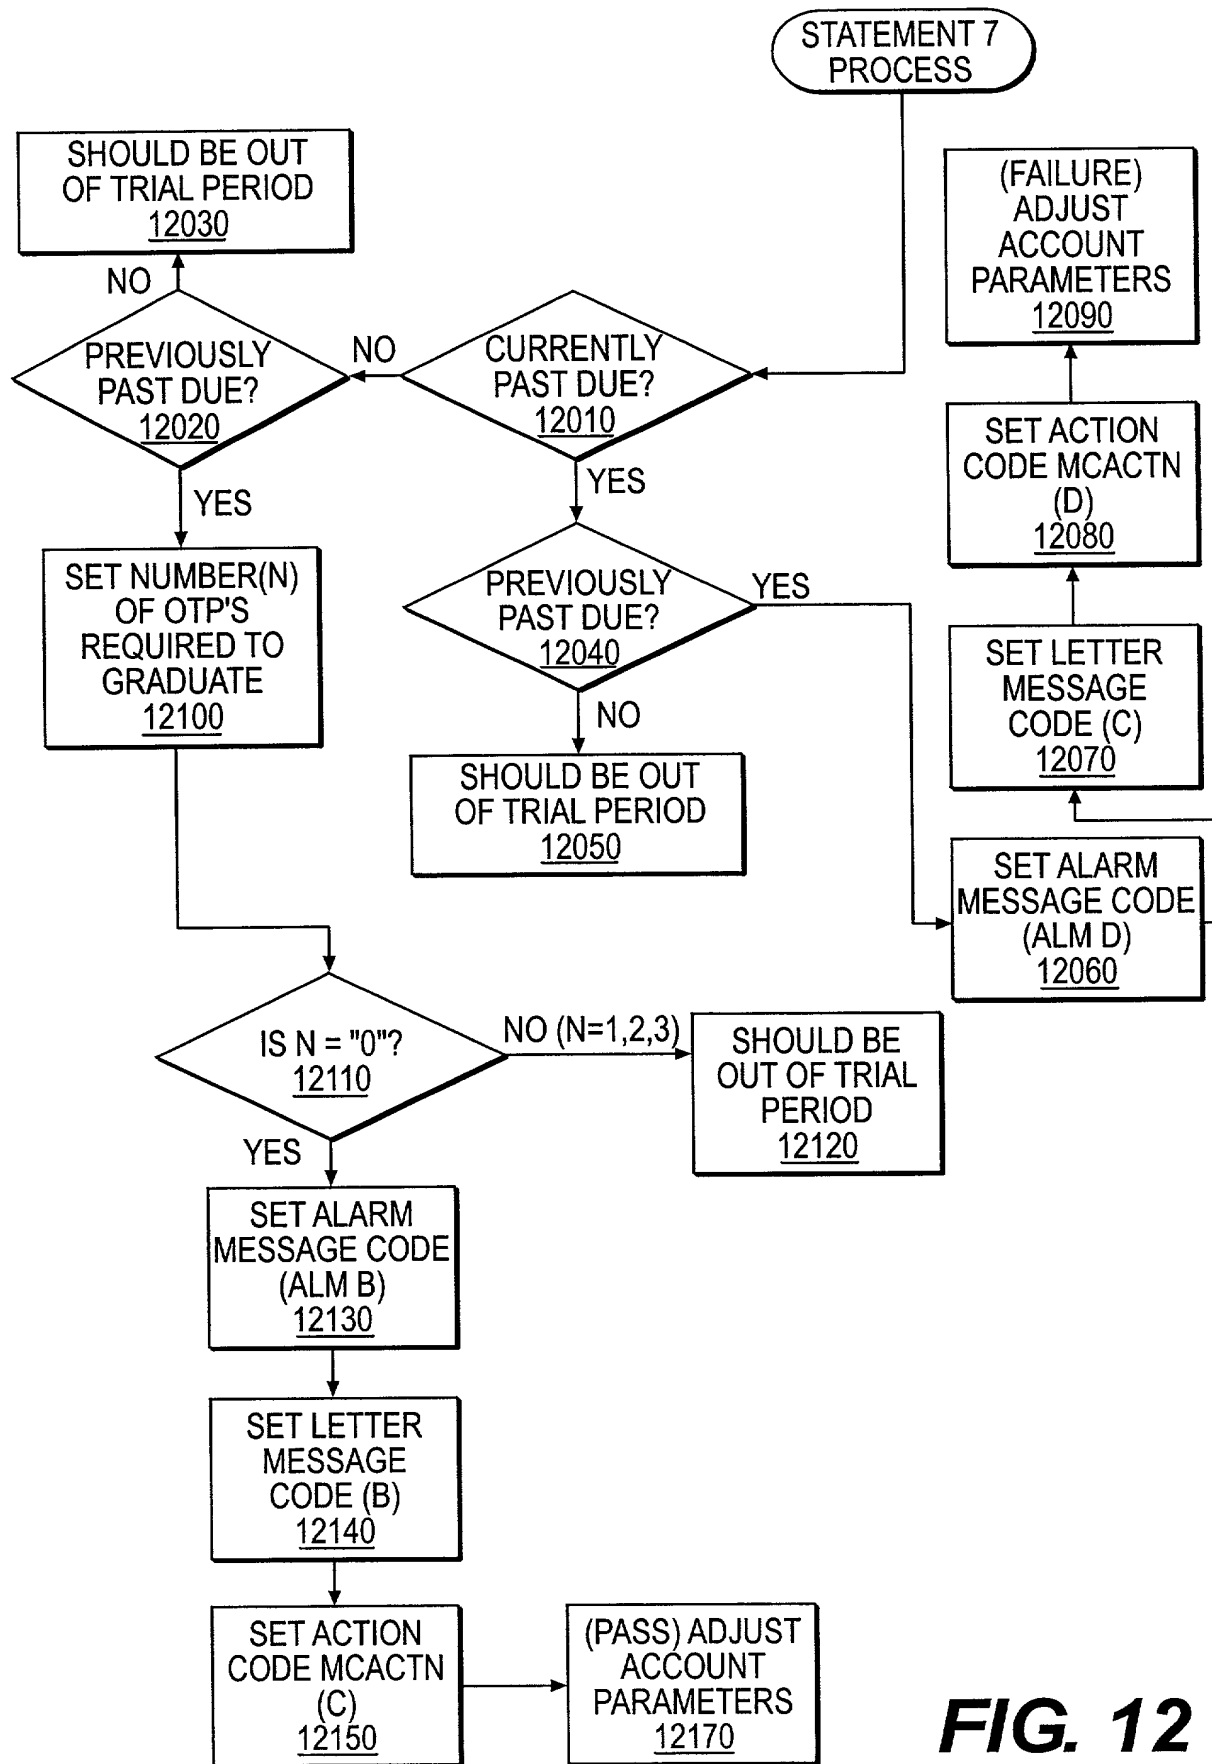 STATEMENT 7
PROCESS
SHOULD BE OUT
OF TRIAL PERIOD
12030
NO
PREVIOUSLY
PAST DUE?
12020
NO
CURRENTLY
PAST DUE?
12010
(FAILURE)
ADJUST
ACCOUNT
PARAMETERS
12090
YES
YES
SET ACTION
CODE MCACTN
(D)
12080
SET NUMBER(N)
OF OTP'S
REQUIRED TO
GRADUATE
12100
PREVIOUSLY
PAST DUE?
12040
YES
NO
SET LETTER
MESSAGE
CODE (C)
12070
SHOULD BE OUT
OF TRIAL PERIOD
12050
SET ALARM
MESSAGE CODE
(ALM D)
12060
IS N = "0"?
12110
NO (N=1,2,3)
SHOULD BE
OUT OF TRIAL
PERIOD
12120
YES
SET ALARM
MESSAGE CODE
(ALM B)
12130
SET LETTER
MESSAGE
CODE (B)
12140
SET ACTION
CODE MCACTN
(C)
12150
(PASS) ADJUST
ACCOUNT
PARAMETERS
12170
FIG. 12